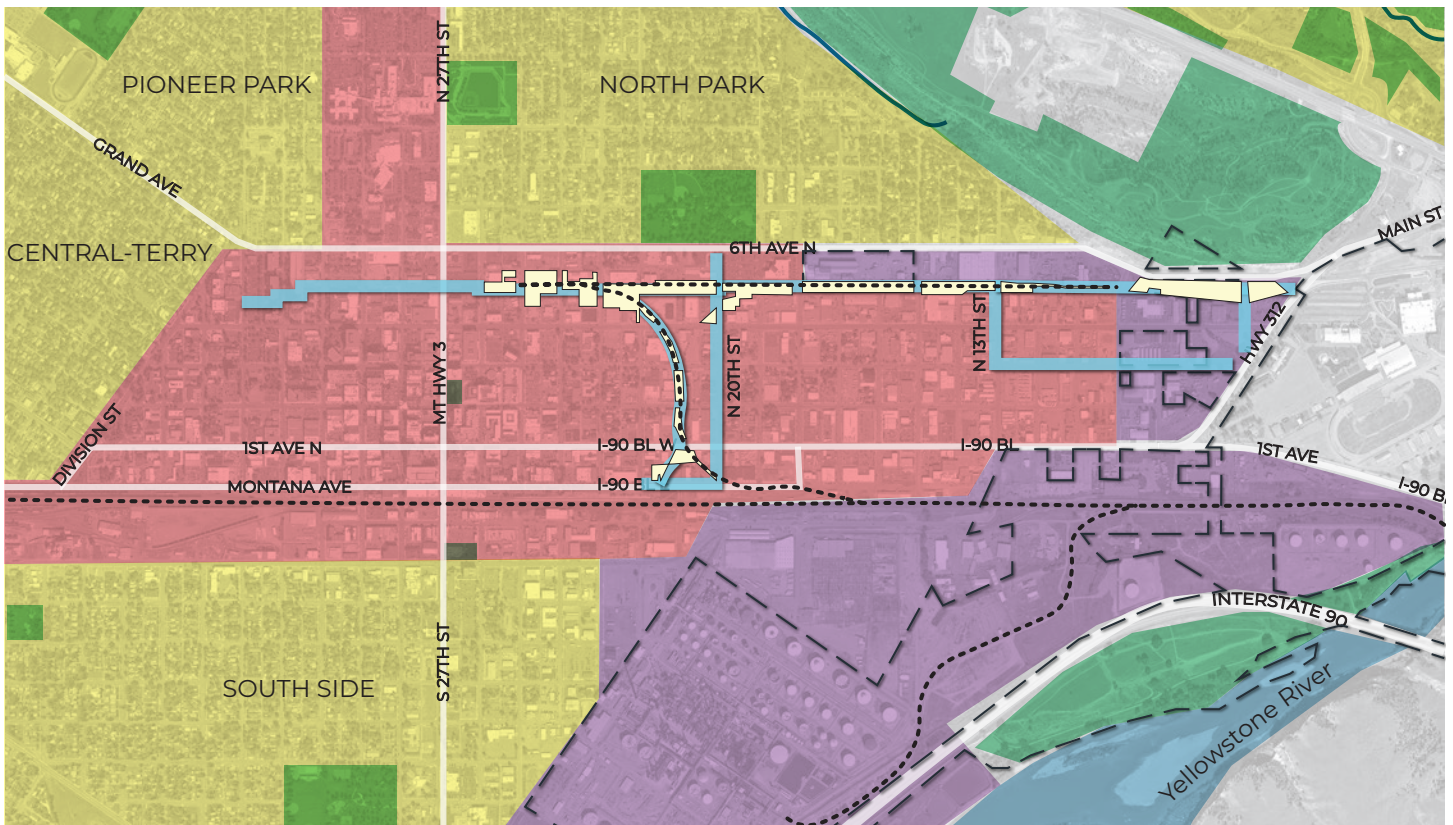 N 27TH ST
PIONEER PARK
NORTH PARK
GRAND AVE
MAIN ST
CENTRAL-TERRY
6TH AVE N
N 13TH ST
HWY 312
MT HWY 3
N 20TH ST
DIVISION ST
1ST AVE N
I-90 BL W
I-90 BL
1ST AVE
MONTANA AVE
I-90 E
I-90 B
INTERSTATE 90
S 27TH ST
SOUTH SIDE
Yellowstone River